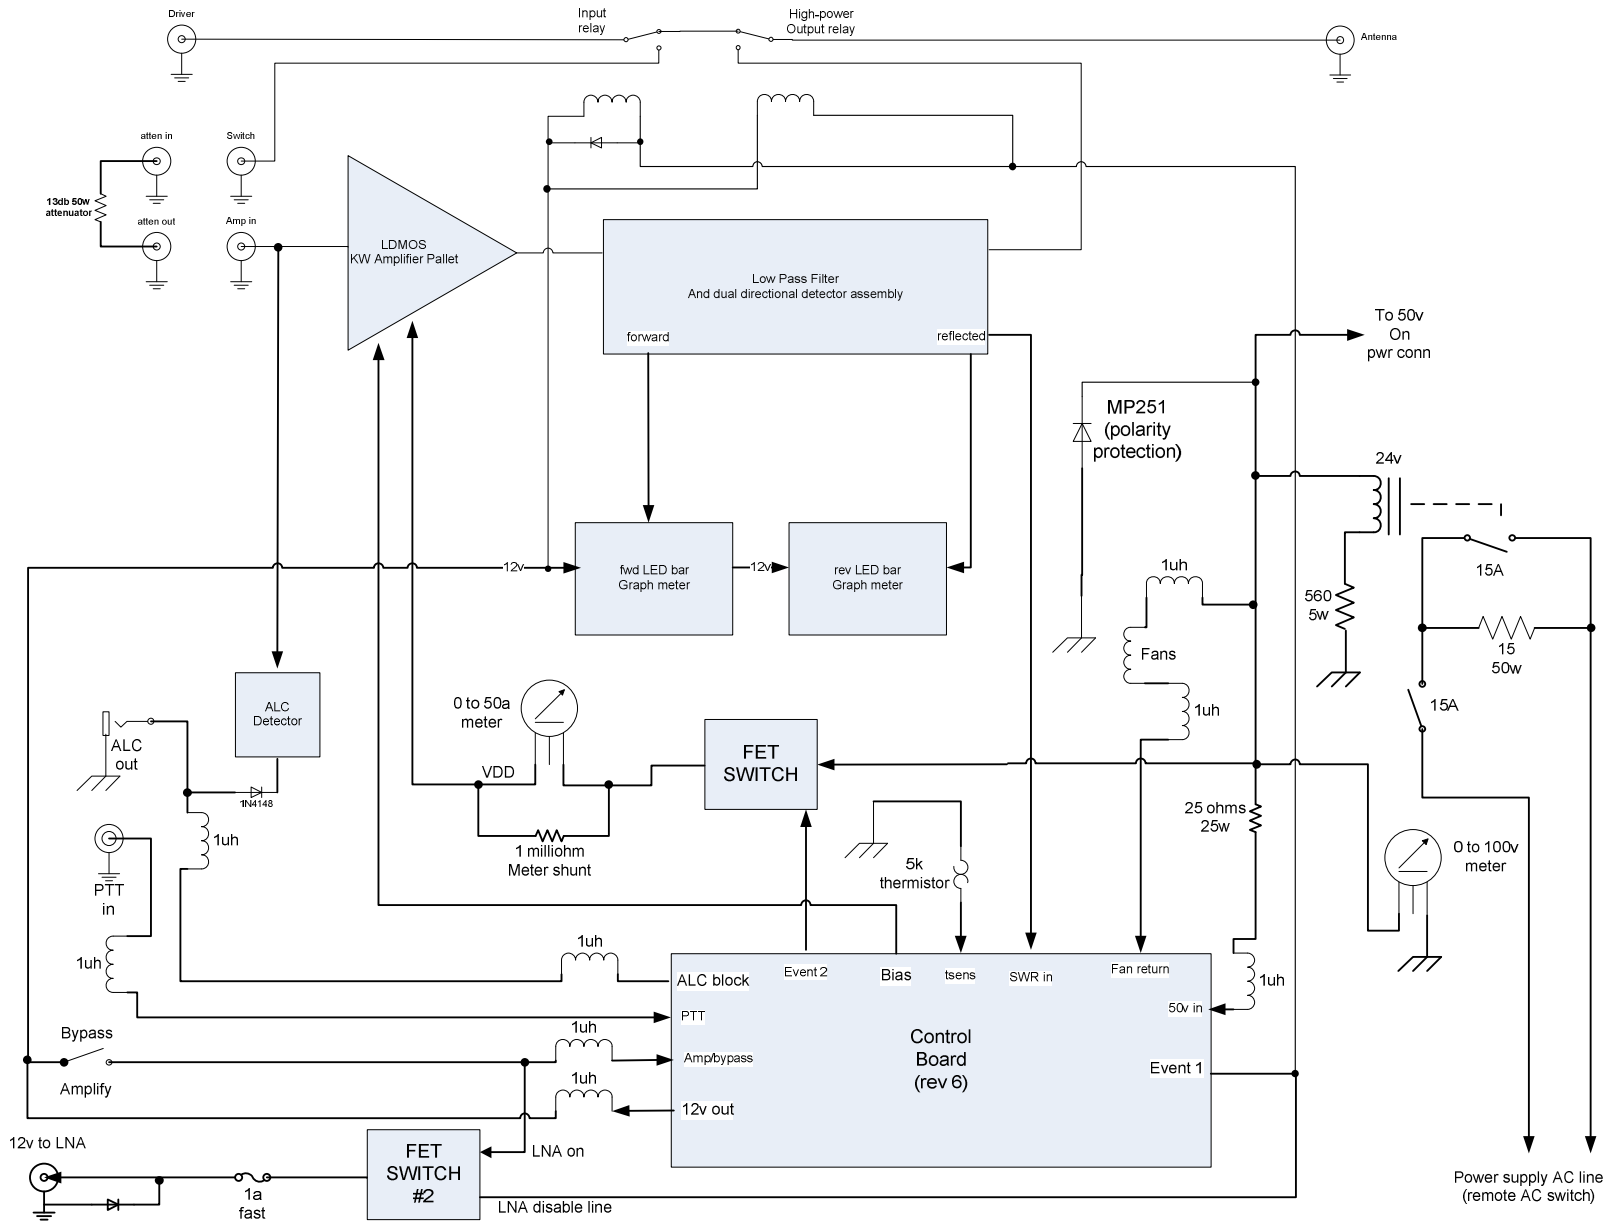 Driver
Input
relay
High-power
Output relay
Antenna
atten in
Switch
13db 50w
attenuator
atten out
Amp in
LDMOS
KW Amplifier Pallet
Low Pass Filter
And dual directional detector assembly
forward
reflected
To 50v
On
pwr conn
MP251
(polarity
protection)
24v
12v
fwd LED bar
Graph meter
12v
rev LED bar
Graph meter
1uh
15A
560
5w
15
50w
Fans
1uh
15A
ALC
Detector
0 to 50a
meter
ALC
out
VDD
FET
SWITCH
1N4148
1uh
25 ohms
25w
1 milliohm
Meter shunt
5k
thermistor
0 to 100v
meter
PTT
in
1uh
1uh
ALC block
Event 2
Bias
tsens
SWR in
Fan return
1uh
50v in
PTT
Bypass
1uh
Amp/bypass
Control
Board
(rev 6)
Event 1
Amplify
1uh
12v out
12v to LNA
FET
SWITCH
#2
LNA on
1a
fast
LNA disable line
Power supply AC line
(remote AC switch)